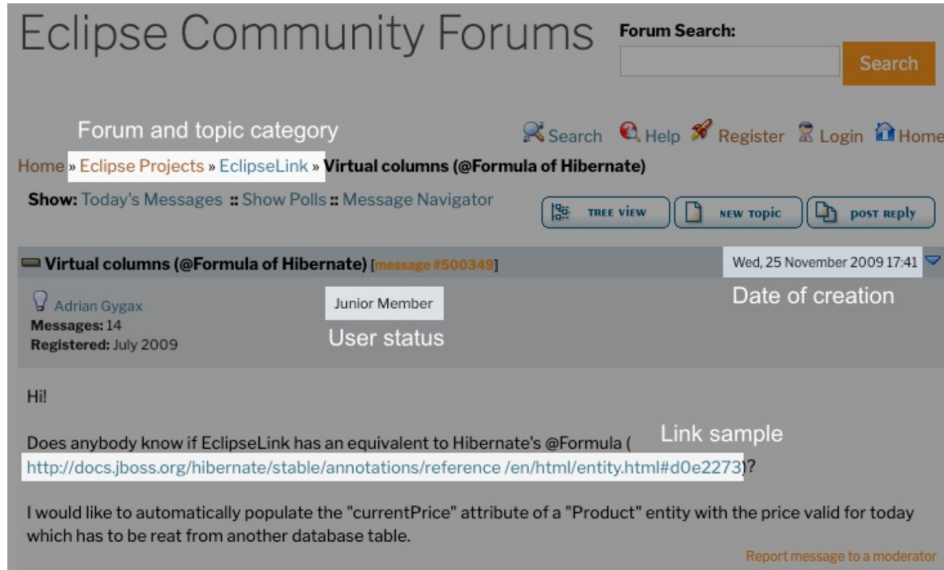 Eclipse Community Forums
Forum Search:
Search
Forum and topic category
Search Help Register Login Home
Home » Eclipse Projects » EclipseLink » Virtual columns (@Formula of Hibernate)
Show: Today's Messages :: Show Polls :: Message Navigator
TREE VIEW NEW TOPIC POST REPLY
Virtual columns (@Formula of Hibernate) [message #500349]
Wed, 25 November 2009 17:41
Date of creation
Adrian Gygax
Messages: 14
Registered: July 2009
Junior Member
User status
Hi!
Does anybody know if EclipseLink has an equivalent to Hibernate's @Formula (
Link sample
http://docs.jboss.org/hibernate/stable/annotations/reference /en/html/entity.html#d0e2273)?
I would like to automatically populate the "currentPrice" attribute of a "Product" entity with the price valid for today
which has to be reat from another database table.
Report message to a moderator